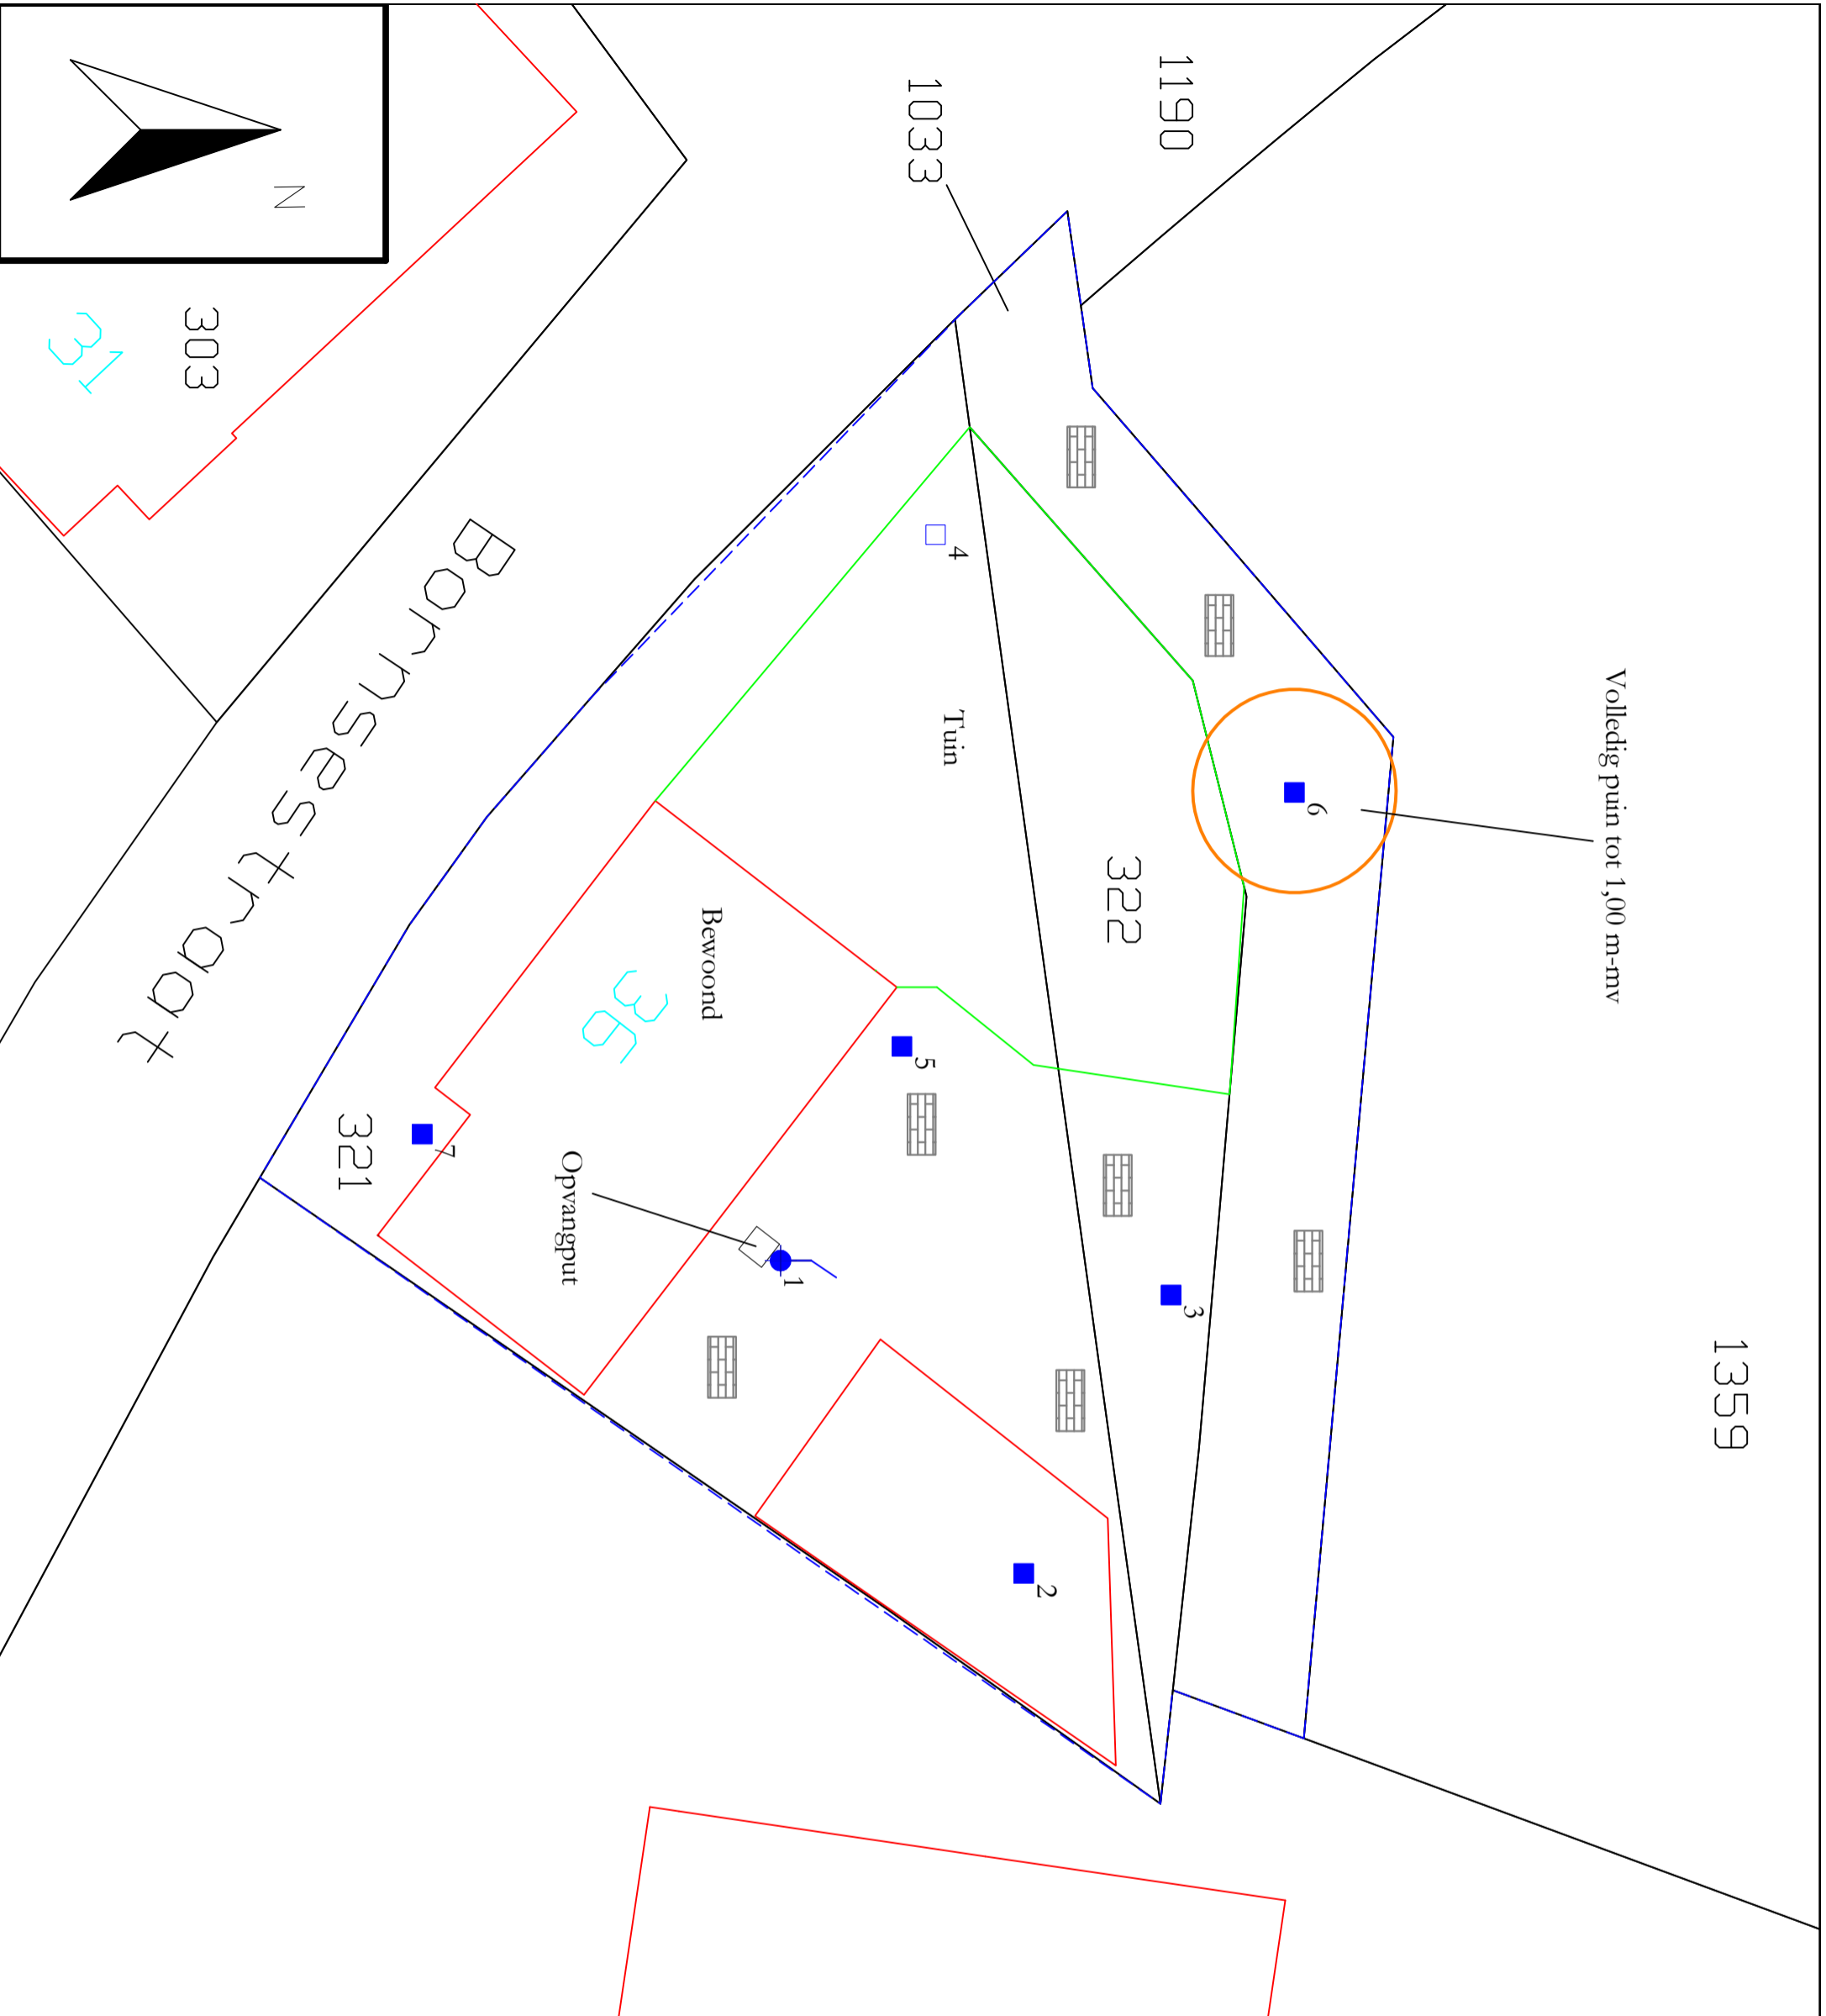 Volledig puin tot 1,00 m-mv
1359
1190
1033
322
6
3
4
Tuin
5
2
1
Bewoond
36
Opvangput
7
321
Bornsestraat
303
31
N